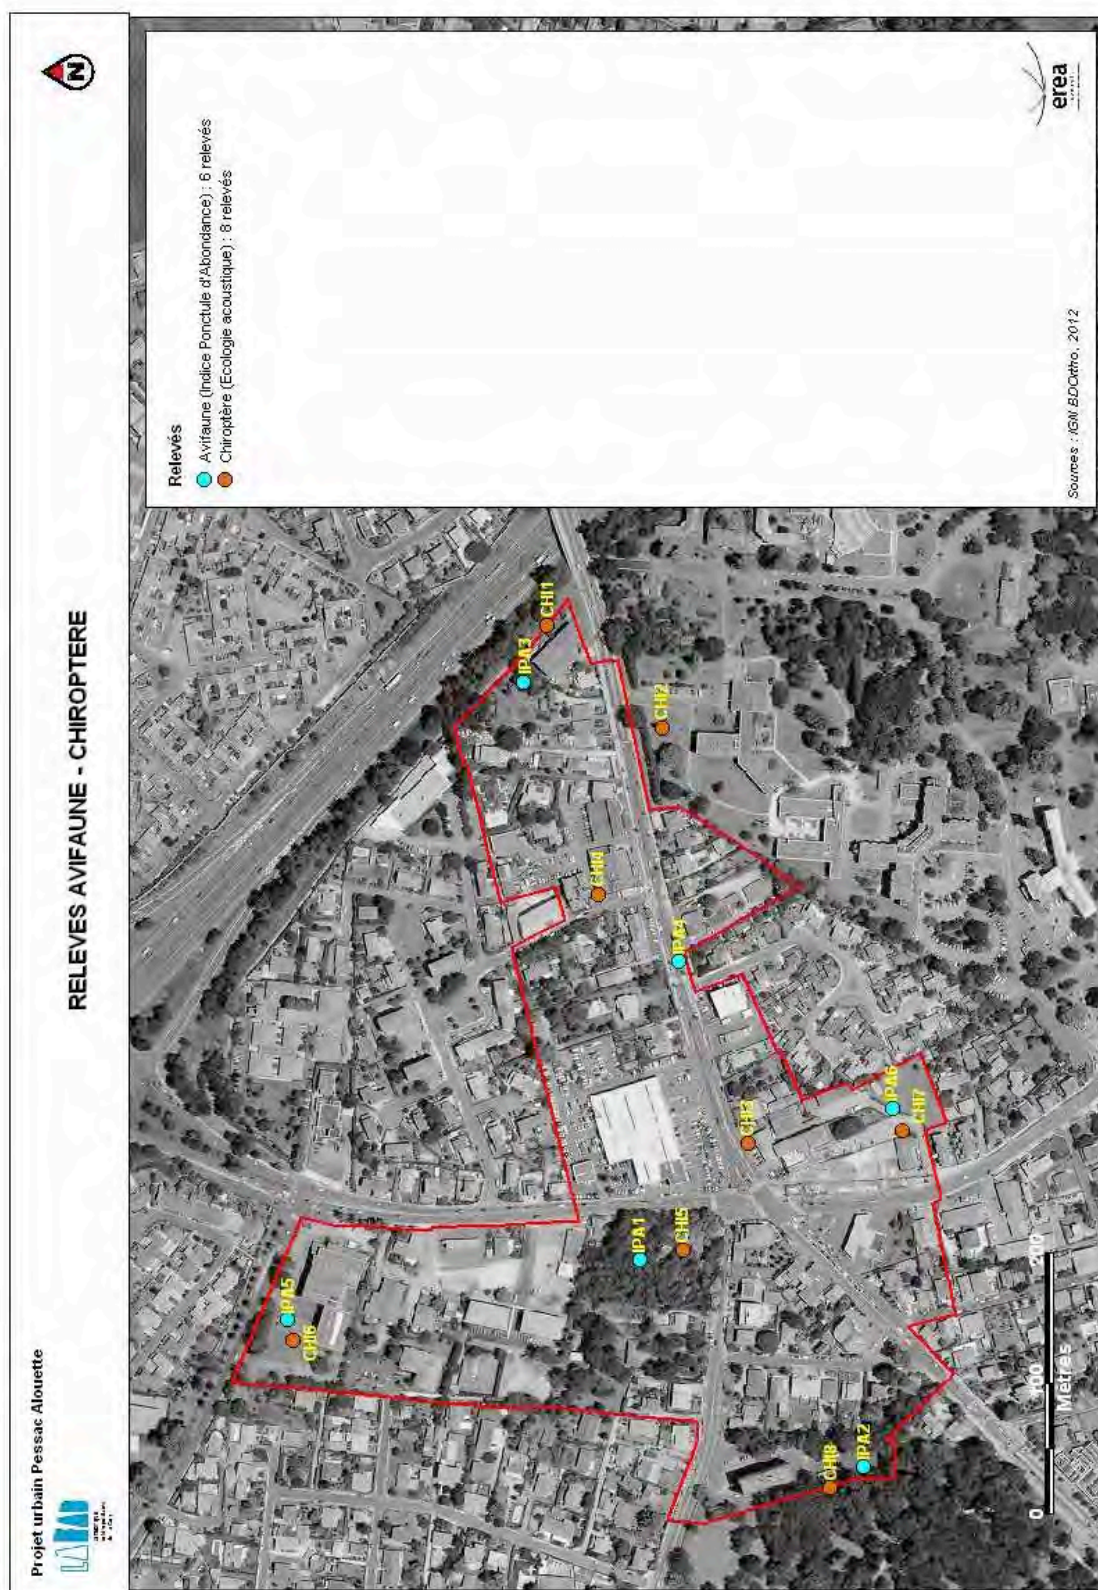 Projet urbain Pessac Alouette
RELEVES AVIFAUNE - CHIROPTERE
N
Relevés
Avifaune (Indice Ponctule d'Abondance) : 6 relevés
Chiroptère (Ecologie acoustique) : 8 relevés
erea
Sources : IGN BDOrtho, 2012
IPA5
CHI6
IPA1
CHI5
CHI8
IPA2
CHI3
IPA6
CHI7
IPA4
CHI4
CHI2
IPA3
CHI1
0 100 200
Mètres